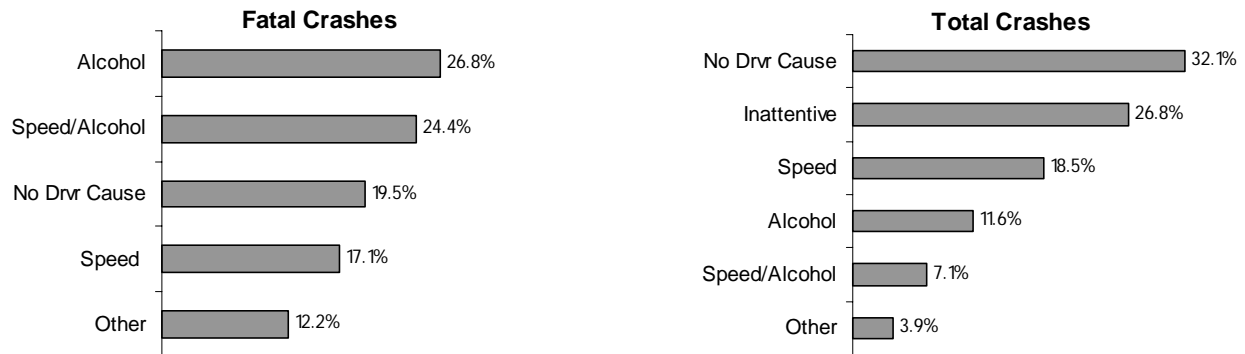 Fatal Crashes
Alcohol 26.8%
Speed/Alcohol 24.4%
No Drvr Cause 19.5%
Speed 17.1%
Other 12.2%
Total Crashes
No Drvr Cause 32.1%
Inattentive 26.8%
Speed 18.5%
Alcohol 11.6%
Speed/Alcohol 7.1%
Other 3.9%